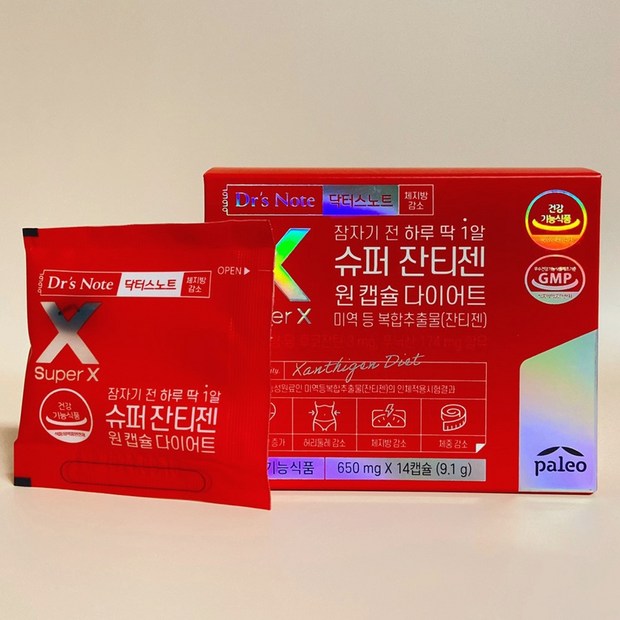 Dr's Note 닥터스노트 체지방
감소
잠자기 전 하루 딱 1알
슈퍼 잔티젠
원 캡슐 다이어트
미역 등 복합추출물(잔티젠)
Xanthigen Diet
미역등복합추출물(잔티젠)의 인체적용시험결과
증가
허리둘레 감소
체지방 감소
체중 감소
기능식품
650 mg X 14캡슐 (9.1 g)
건강
기능식품
GMP
paleo
OPEN
Dr's Note 닥터스노트 체지방
감소
X
Super X
잠자기 전 하루 딱 1알
슈퍼 잔티젠
원 캡슐 다이어트
건강
기능식품